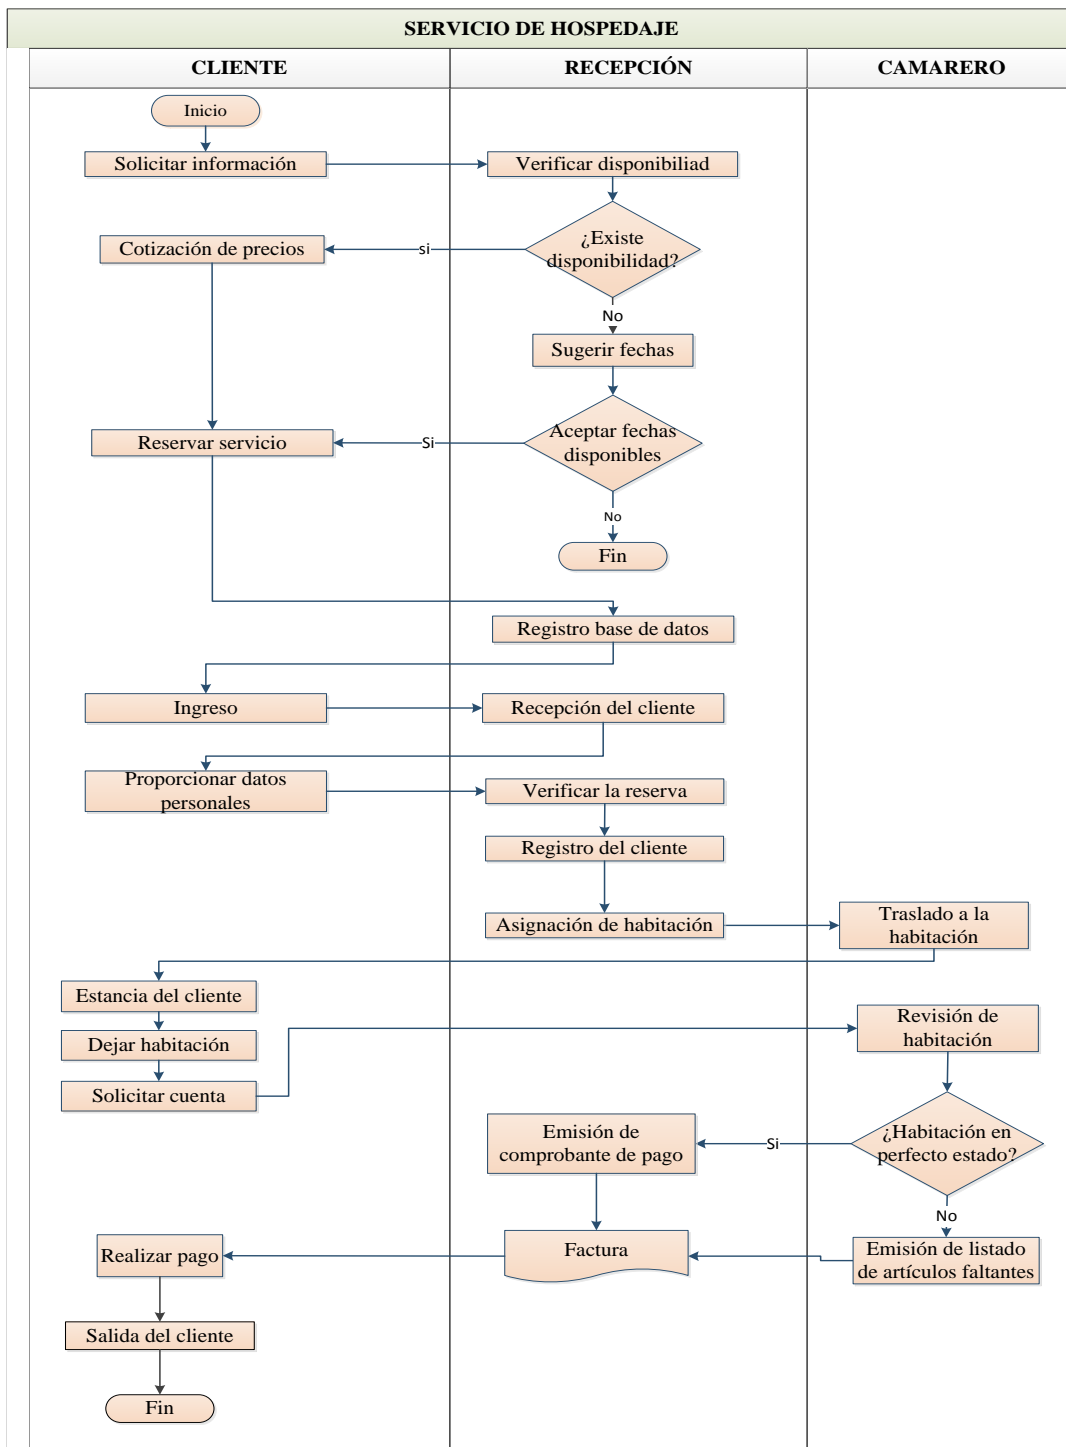 SERVICIO DE HOSPEDAJE
CLIENTE
RECEPCIÓN
CAMARERO
Inicio
Solicitar información
Verificar disponibiliad
¿Existe
disponibilidad?
si
Cotización de precios
No
Sugerir fechas
Aceptar fechas
disponibles
Si
Reservar servicio
No
Fin
Registro base de datos
Ingreso
Recepción del cliente
Proporcionar datos
personales
Verificar la reserva
Registro del cliente
Asignación de habitación
Traslado a la
habitación
Estancia del cliente
Dejar habitación
Solicitar cuenta
Revisión de
habitación
¿Habitación en
perfecto estado?
Si
Emisión de
comprobante de pago
No
Emisión de listado
de artículos faltantes
Factura
Realizar pago
Salida del cliente
Fin